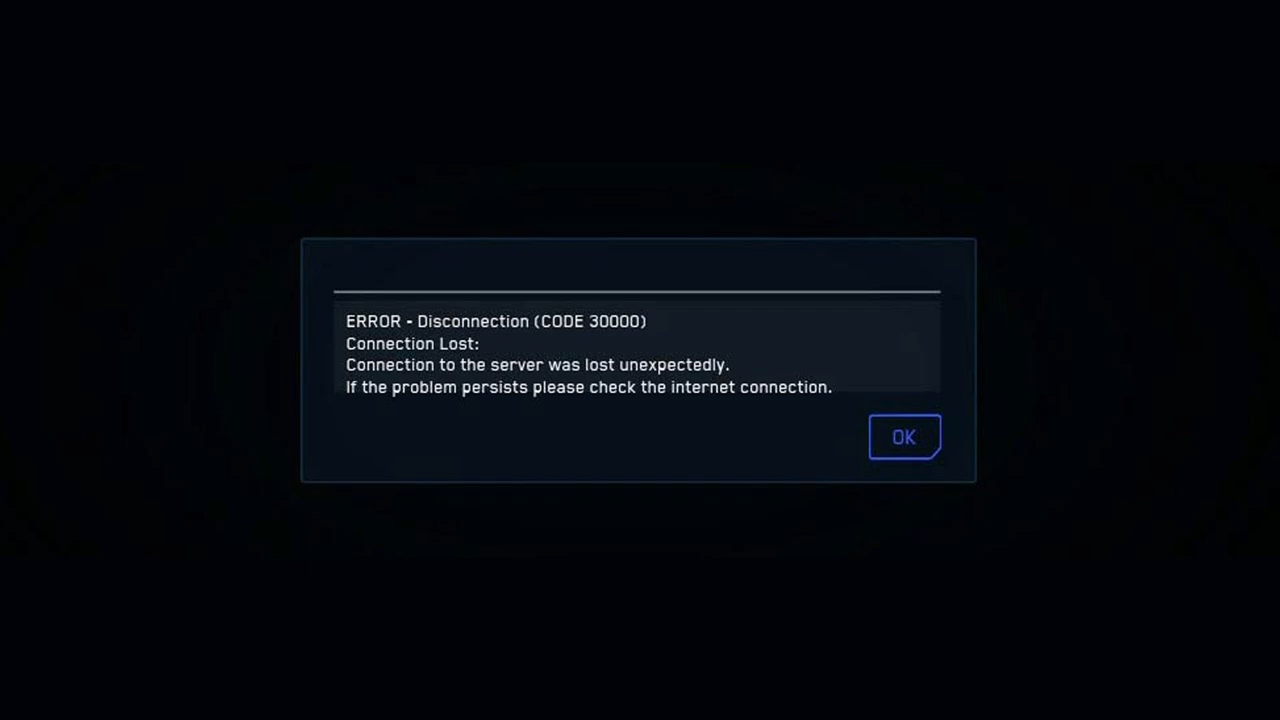 ERROR - Disconnection (CODE 30000)
Connection Lost:
Connection to the server was lost unexpectedly.
If the problem persists please check the internet connection.
OK